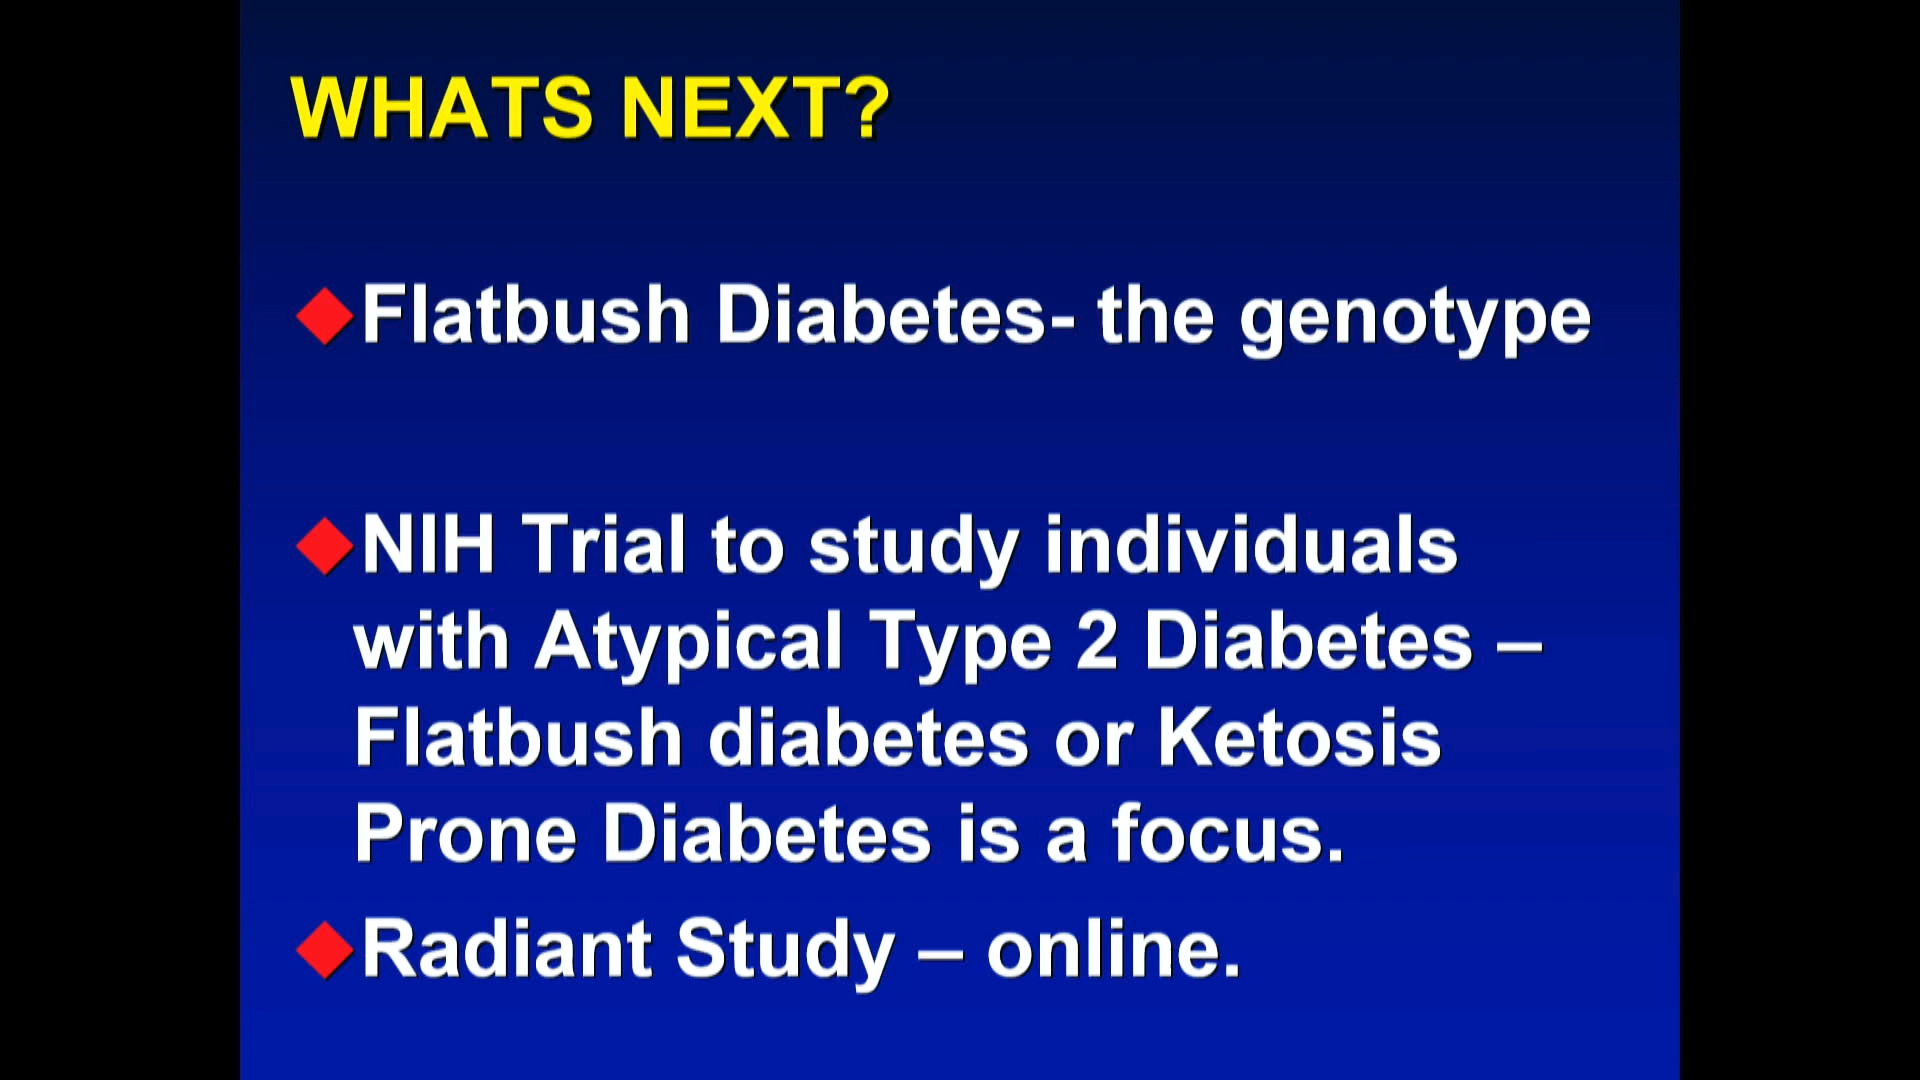 WHATS NEXT?
Flatbush Diabetes- the genotype
NIH Trial to study individuals
with Atypical Type 2 Diabetes –
Flatbush diabetes or Ketosis
Prone Diabetes is a focus.
Radiant Study – online.